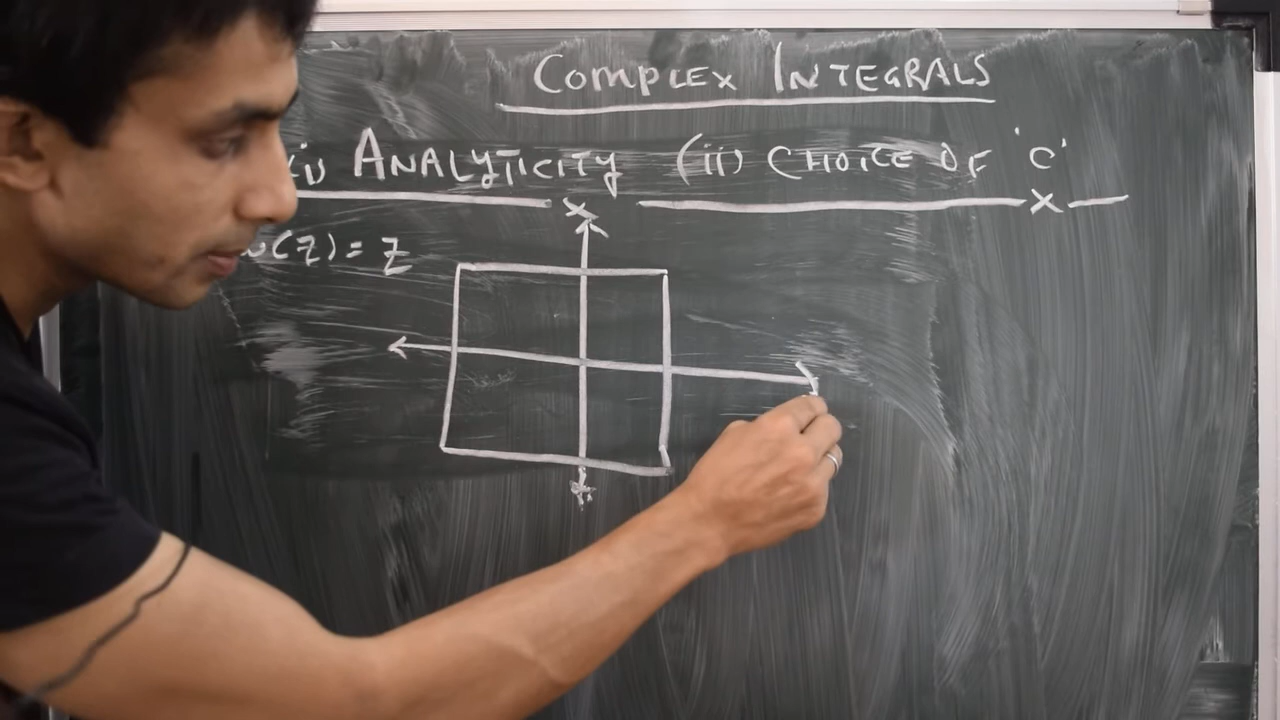 COMPLEX INTEGRALS
(i) ANALYTICITY (ii) CHOICE OF 'C'
w(z) = z